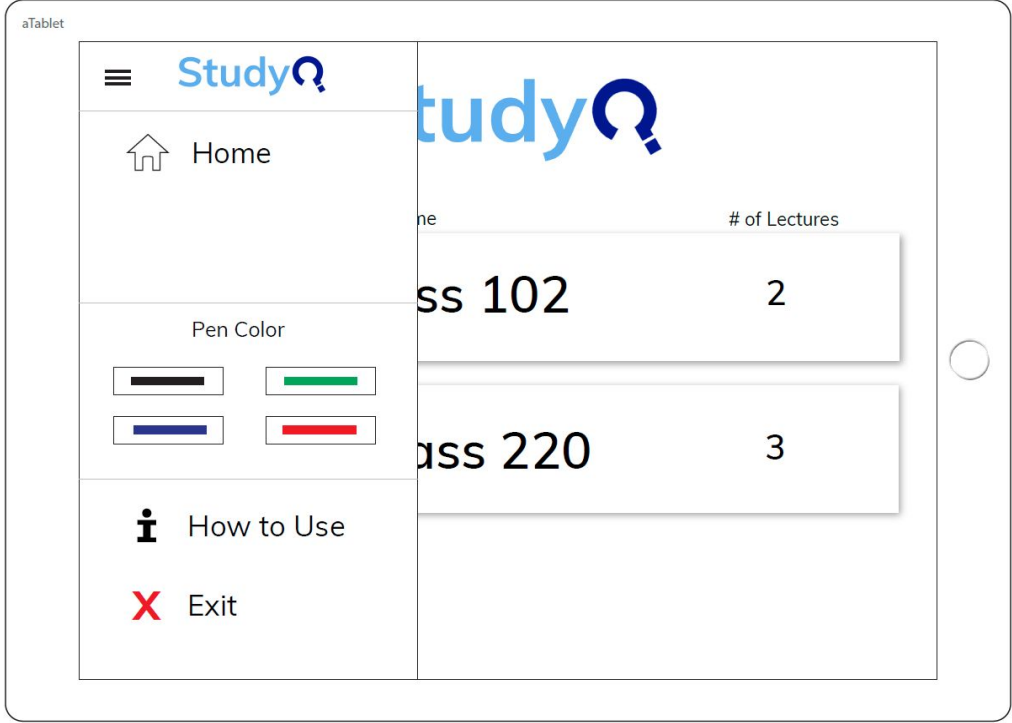 aTablet
StudyQ
Home
Pen Color
How to Use
X Exit
tudyQ
me
# of Lectures
ss 102
2
ass 220
3